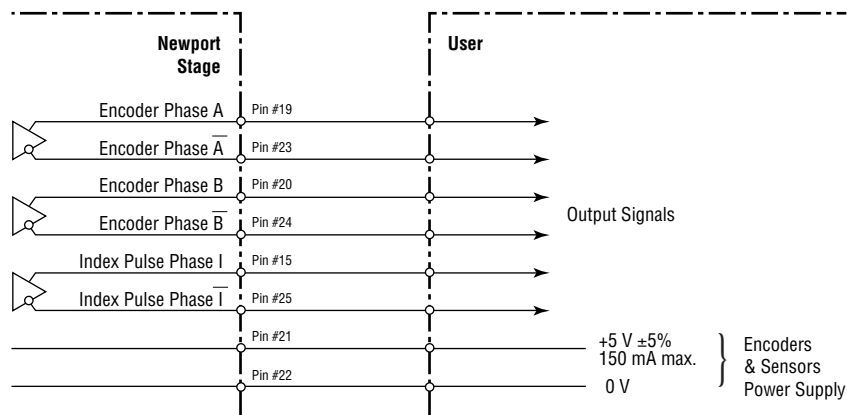 Newport
Stage
User
Encoder Phase A Pin #19
Encoder Phase A̅ Pin #23
Encoder Phase B Pin #20
Encoder Phase B̅ Pin #24
Output Signals
Index Pulse Phase I Pin #15
Index Pulse Phase I̅ Pin #25
Pin #21
+5 V ±5%
150 mA max.
Pin #22
0 V
Encoders
& Sensors
Power Supply